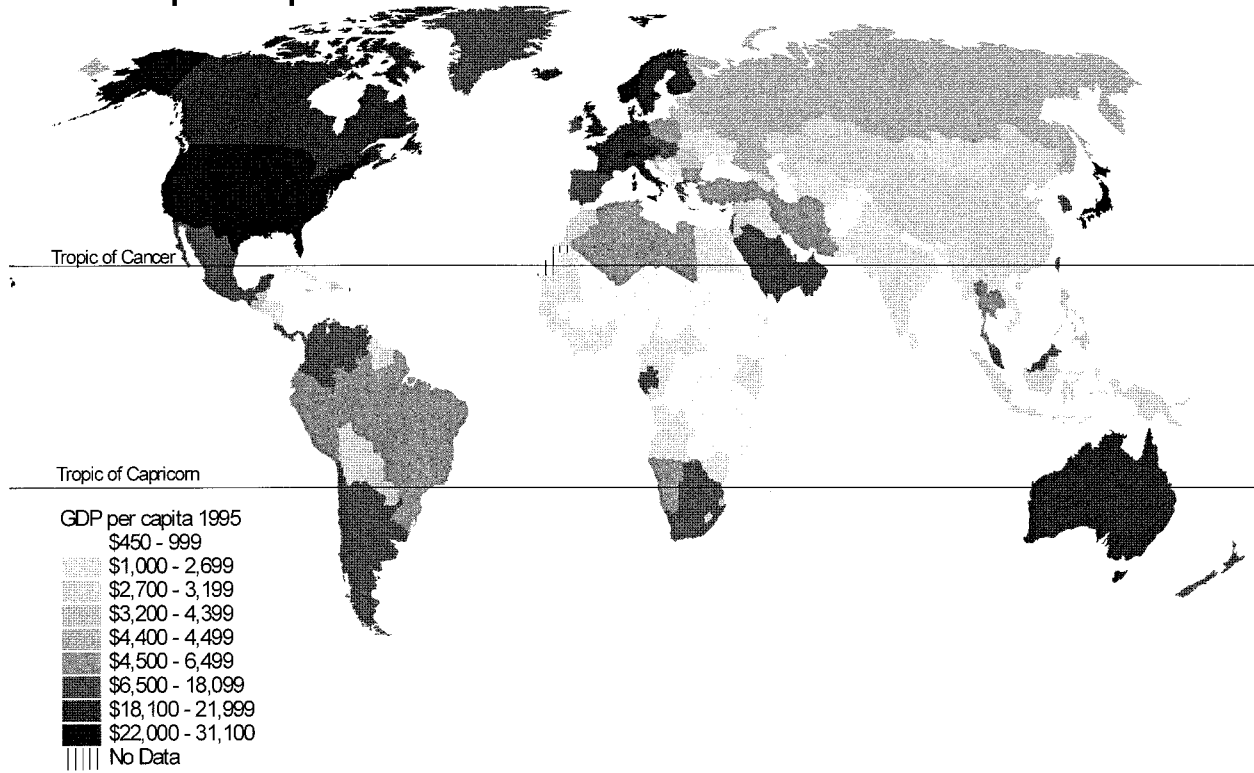 Tropic of Cancer
Tropic of Capricorn
GDP per capita 1995
$450 - 999
$1,000 - 2,699
$2,700 - 3,199
$3,200 - 4,399
$4,400 - 4,499
$4,500 - 6,499
$6,500 - 18,099
$18,100 - 21,999
$22,000 - 31,100
No Data